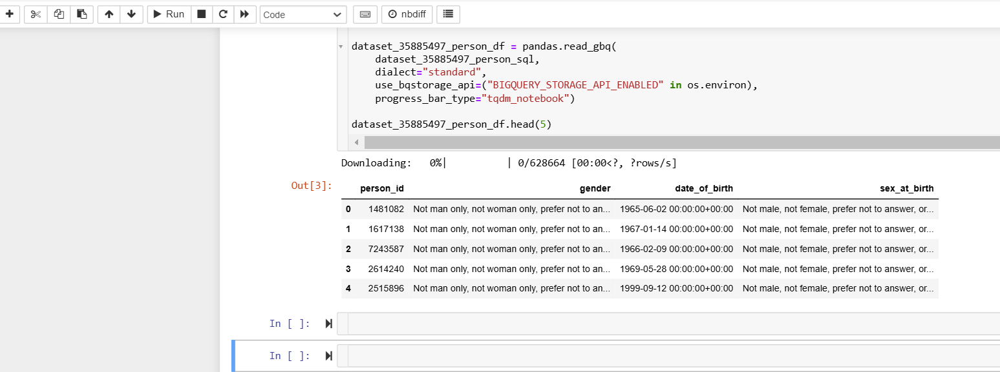 Run Code nbdiff
dataset_35885497_person_df = pandas.read_gbq(
    dataset_35885497_person_sql,
    dialect="standard",
    use_bqstorage_api=("BIGQUERY_STORAGE_API_ENABLED" in os.environ),
    progress_bar_type="tqdm_notebook")
dataset_35885497_person_df.head(5)
Downloading: 0%| | 0/628664 [00:00<?, ?rows/s]
Out[3]: person_id gender date_of_birth sex_at_birth
0 1481082 Not man only, not woman only, prefer not to an... 1965-06-02 00:00:00+00:00 Not male, not female, prefer not to answer, or...
1 1617138 Not man only, not woman only, prefer not to an... 1967-01-14 00:00:00+00:00 Not male, not female, prefer not to answer, or...
2 7243587 Not man only, not woman only, prefer not to an... 1966-02-09 00:00:00+00:00 Not male, not female, prefer not to answer, or...
3 2614240 Not man only, not woman only, prefer not to an... 1969-05-28 00:00:00+00:00 Not male, not female, prefer not to answer, or...
4 2515896 Not man only, not woman only, prefer not to an... 1999-09-12 00:00:00+00:00 Not male, not female, prefer not to answer, or...
In [ ]:
In [ ]: